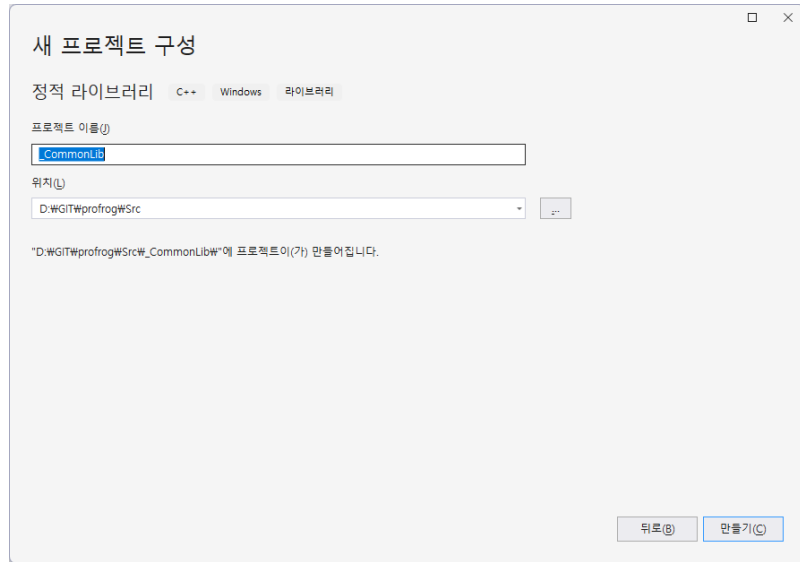 새 프로젝트 구성
정적 라이브러리 C++ Windows 라이브러리
프로젝트 이름(J)
_CommonLib
위치(L)
D:₩GIT₩profrog₩Src
...
"D:₩GIT₩profrog₩Src₩_CommonLib₩"에 프로젝트이(가) 만들어집니다.
뒤로(B) 만들기(C)